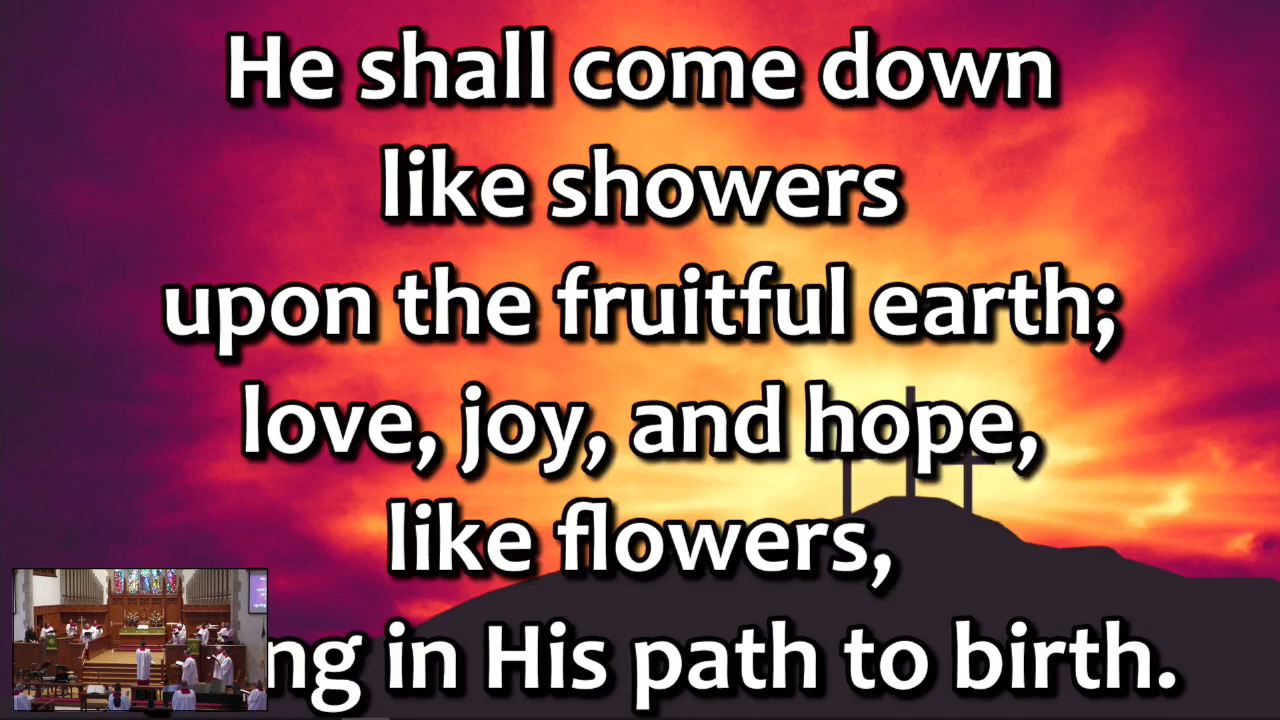 He shall come down
like showers
upon the fruitful earth;
love, joy, and hope,
like flowers,
ng in His path to birth.